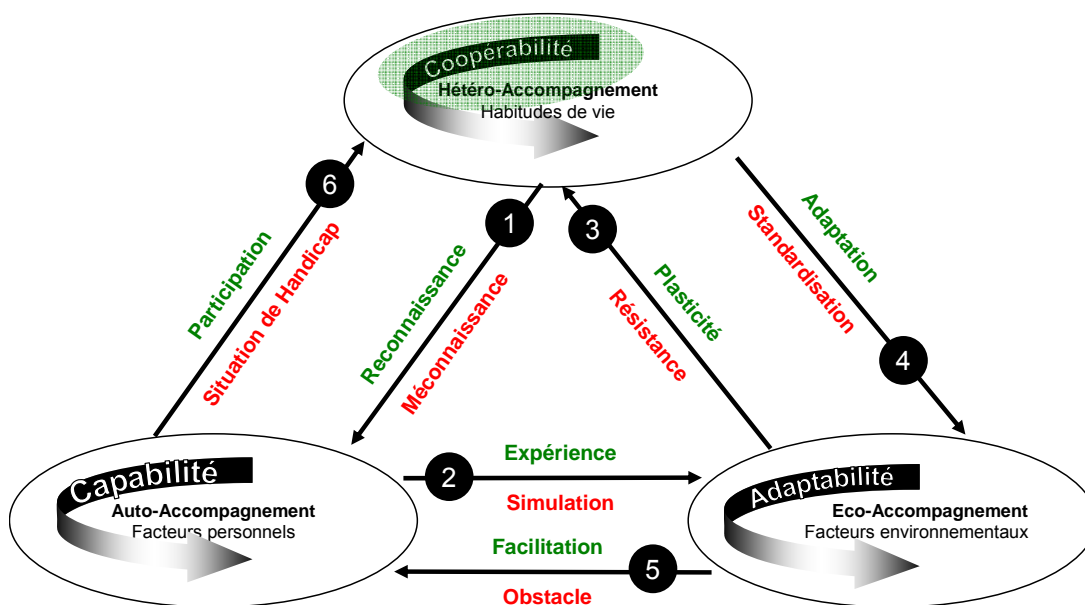 Coopérabilité
Hétéro-Accompagnement
Habitudes de vie
6
1
3
Participation
Situation de Handicap
Reconnaissance
Méconnaissance
Plasticité
Résistance
Adaptation
Standardisation
4
Capabilité
Auto-Accompagnement
Facteurs personnels
2
Expérience
Simulation
Facilitation
5
Obstacle
Adaptabilité
Eco-Accompagnement
Facteurs environnementaux